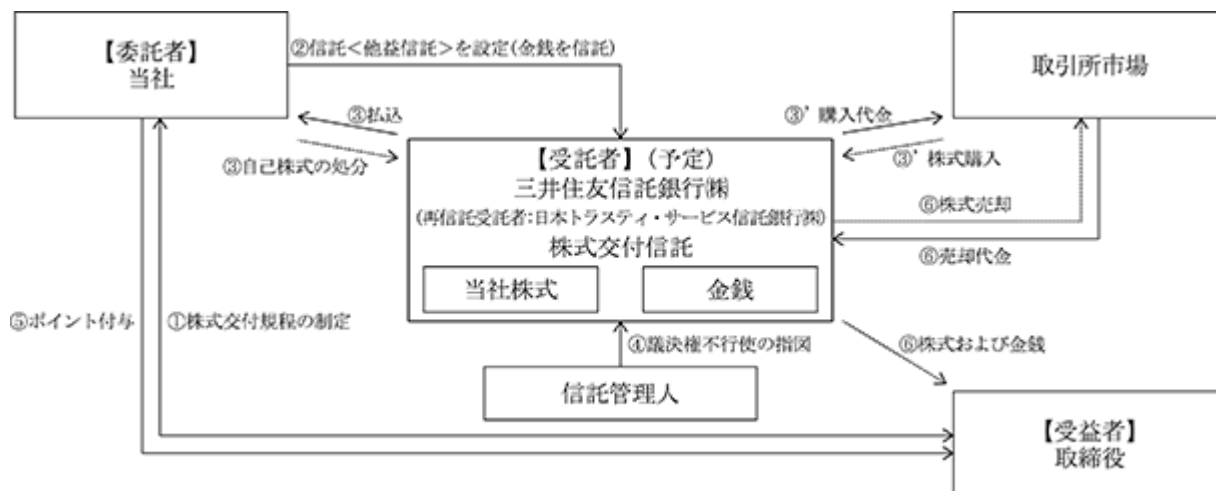 【委託者】
当社
②信託＜他益信託＞を設定(金銭を信託)
取引所市場
③払込
③自己株式の処分
③’購入代金
③’株式購入
【受託者】（予定）
三井住友信託銀行㈱
(再信託受託者:日本トラスティ・サービス信託銀行㈱)
株式交付信託
当社株式
金銭
⑥株式売却
⑥売却代金
⑤ポイント付与
①株式交付規程の制定
④議決権不行使の指図
⑥株式および金銭
信託管理人
【受益者】
取締役